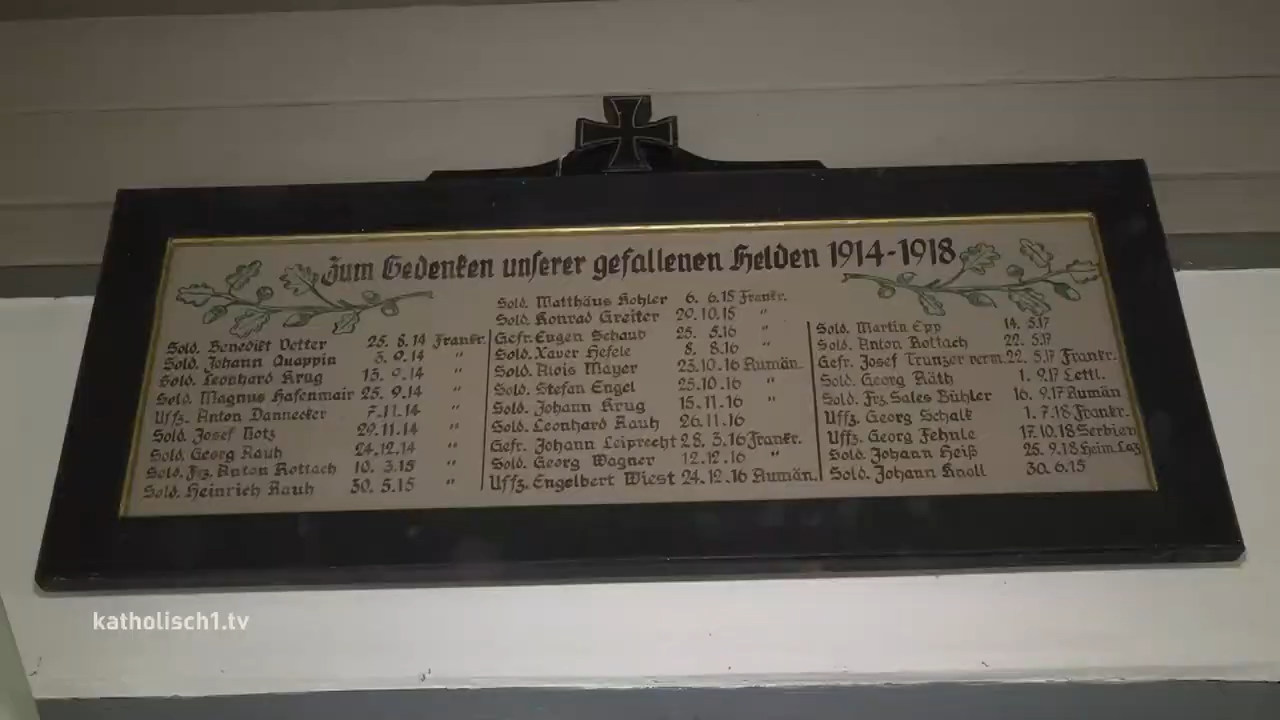 Zum Gedenken unserer gefallenen Helden 1914-1918
Sold. Benedikt Vetter 25. 8. 14 Frankr.
Sold. Johann Quappin 3. 9. 14 "
Sold. Leonhard Krug 13. 9. 14 "
Sold. Magnus Hafenmair 25. 9. 14 "
Uffz. Anton Dannecker 7. 11. 14 "
Sold. Josef Notz 29. 11. 14 "
Sold. Georg Rauh 24. 12. 14 "
Sold. Frz. Anton Rottach 10. 3. 15 "
Sold. Heinrich Rauh 30. 5. 15 "
Sold. Matthäus Kohler 6. 6. 15 Frankr.
Sold. Konrad Greiter 29. 10. 15 "
Gefr. Eugen Schaub 25. 5. 16 "
Sold. Xaver Hefele 8. 8. 16 "
Sold. Alois Mayer 23. 10. 16 Rumän.
Sold. Stefan Engel 25. 10. 16 "
Sold. Johann Krug 15. 11. 16 "
Sold. Leonhard Rauh 26. 11. 16
Gefr. Johann Leiprecht 28. 3. 16 Frankr.
Sold. Georg Wagner 12. 12. 16 "
Uffz. Engelbert Wiest 24. 12. 16 Rumän.
Sold. Martin Epp 14. 5. 17
Sold. Anton Rottach 22. 5. 17
Gefr. Josef Trunzer verm. 22. 5. 17 Frankr.
Sold. Georg Räth 1. 9. 17 Lettl.
Sold. Frz. Sales Bühler 16. 9. 17 Rumän
Uffz. Georg Schalk 1. 7. 18 Frankr.
Uffz. Georg Fehnle 17. 10. 18 Serbien
Sold. Johann Heiß 25. 9. 18 Heim. Laz.
Sold. Johann Knoll 30. 6. 15
katholisch1.tv